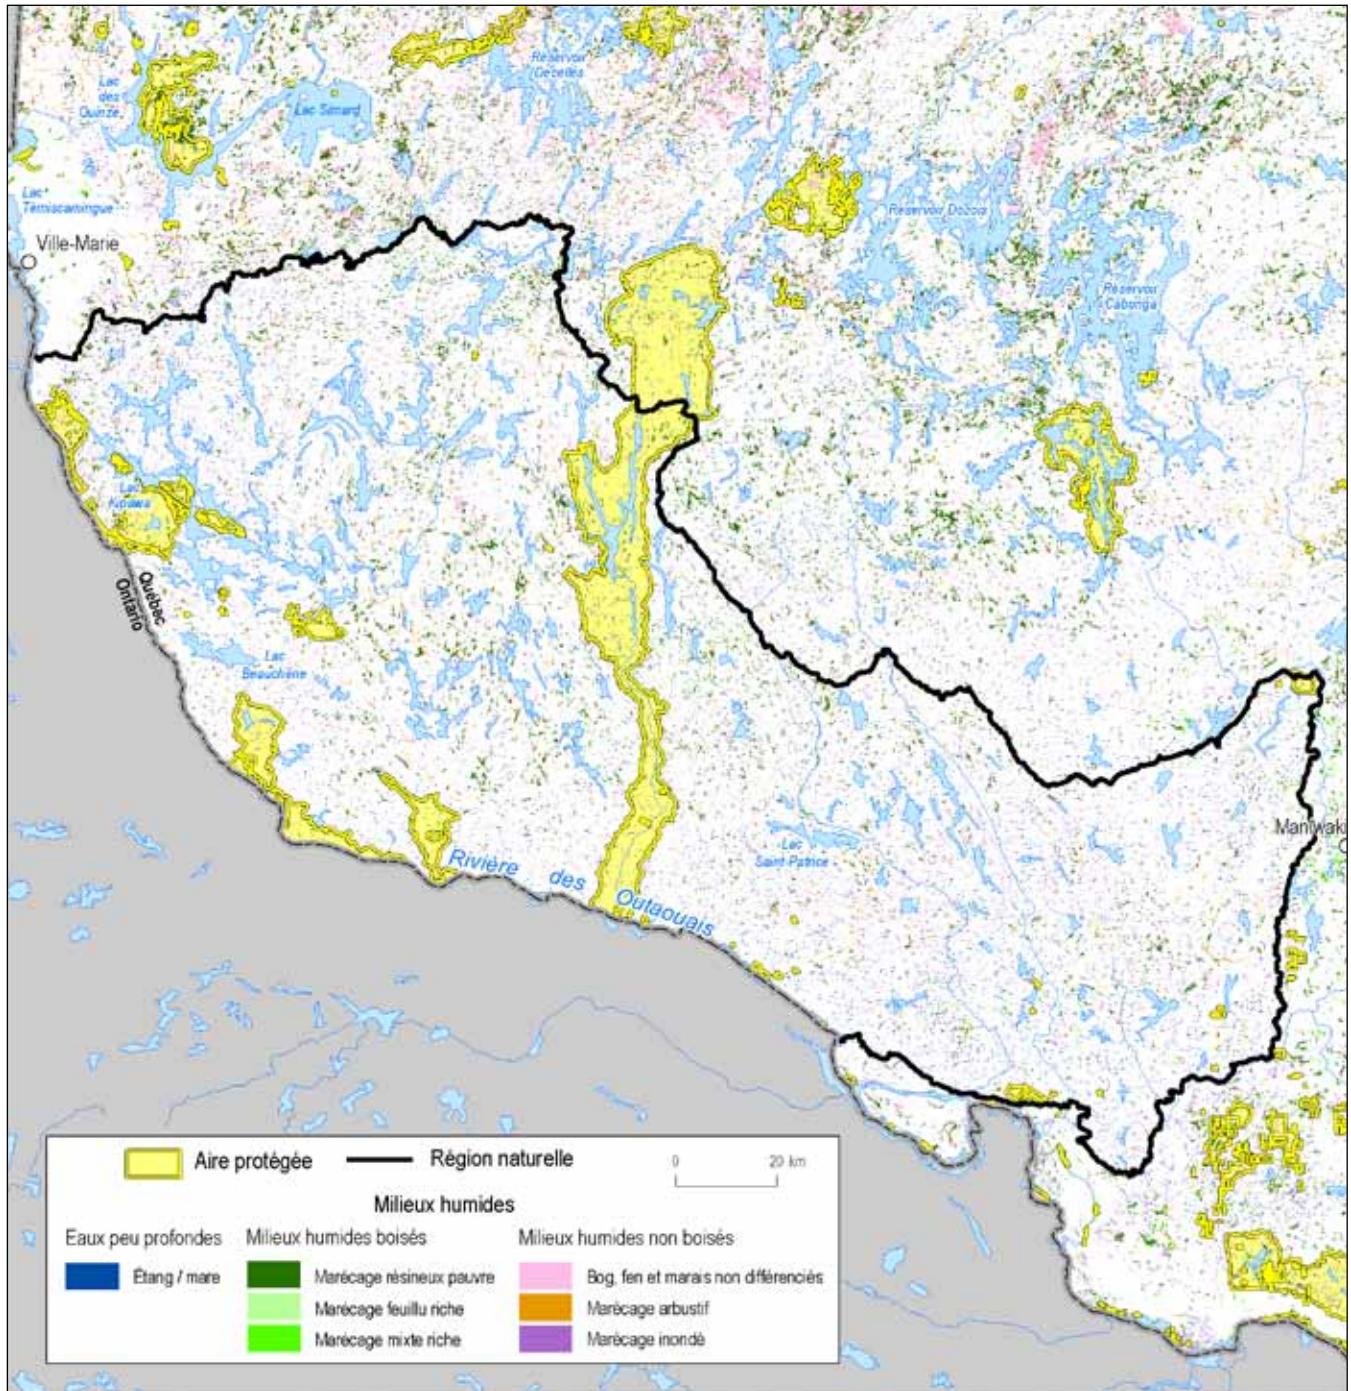 Lac
des
Quinze
Lac Simard
Réservoir
Decelles
Lac
Témiscamingue
Ville-Marie
Réservoir Dozois
Réservoir
Cabonga
Lac
Kipawa
Québec
Ontario
Lac
Beauchêne
Lac
Saint-Patrice
Maniwaki
Rivière des Outaouais
Aire protégée
Région naturelle
0 20 km
Milieux humides
Eaux peu profondes
Milieux humides boisés
Milieux humides non boisés
Étang / mare
Marécage résineux pauvre
Bog, fen et marais non différenciés
Marécage feuillu riche
Marécage arbustif
Marécage mixte riche
Marécage inondé